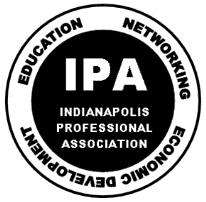 EDUCATION
NETWORKING
ECONOMIC DEVELOPMENT
IPA
INDIANAPOLIS
PROFESSIONAL
ASSOCIATION